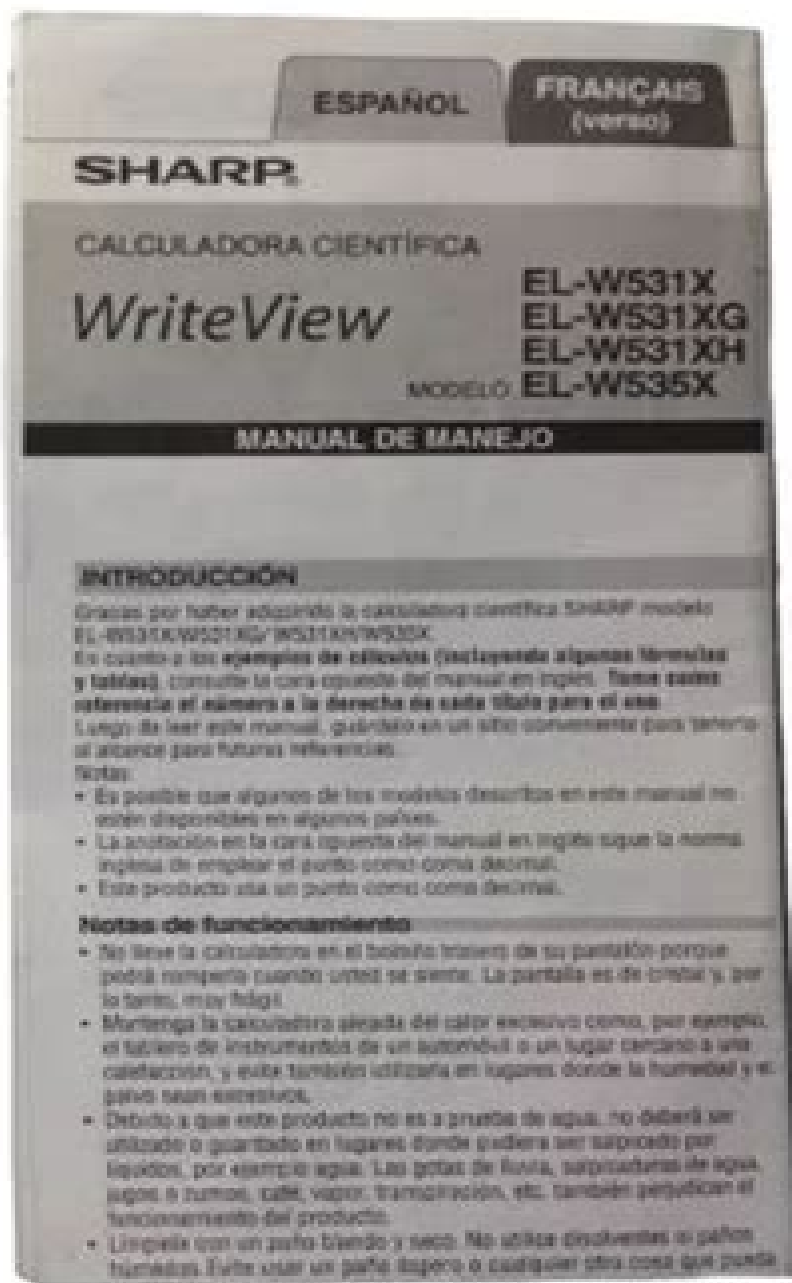 ESPAÑOL
FRANÇAIS
(verso)
SHARP®
CALCULADORA CIENTÍFICA
WriteView
EL-W531X
EL-W531XG
EL-W531XH
MODELO EL-W535X
MANUAL DE MANEJO
INTRODUCCIÓN
Gracias por haber adquirido la calculadora científica SHARP modelo
EL-W531X/W531XG/ W531XH/W535X.
En cuanto a los ejemplos de cálculos (incluyendo algunas fórmulas
y tablas), consulte la cara opuesta del manual en inglés. Tome como
referencia el número a la derecha de cada título para el uso.
Luego de leer este manual, guárdelo en un sitio conveniente para tenerlo
al alcance para futuras referencias.
Notas:
• Es posible que algunos de los modelos descritos en este manual no
estén disponibles en algunos países.
• La anotación en la cara opuesta del manual en inglés sigue la norma
inglesa de emplear el punto como coma decimal.
• Este producto usa un punto como coma decimal.
Notas de funcionamiento
• No lleve la calculadora en el bolsillo trasero de su pantalón porque
podrá romperla cuando usted se siente. La pantalla es de cristal y, por
lo tanto, muy frágil.
• Mantenga la calculadora alejada del calor excesivo como, por ejemplo,
el tablero de instrumentos de un automóvil o un lugar cercano a una
calefacción, y evite también utilizarla en lugares donde la humedad y el
polvo sean excesivos.
• Debido a que este producto no es a prueba de agua, no deberá ser
utilizado o guardado en lugares donde pudiera ser salpicado por
líquidos, por ejemplo agua. Las gotas de lluvia, salpicaduras de agua,
jugos o zumos, café, vapor, transpiración, etc. también perjudican el
funcionamiento del producto.
• Límpiela con un paño blando y seco. No utilice disolventes ni paños
húmedos. Evite usar un paño áspero o cualquier otra cosa que pueda